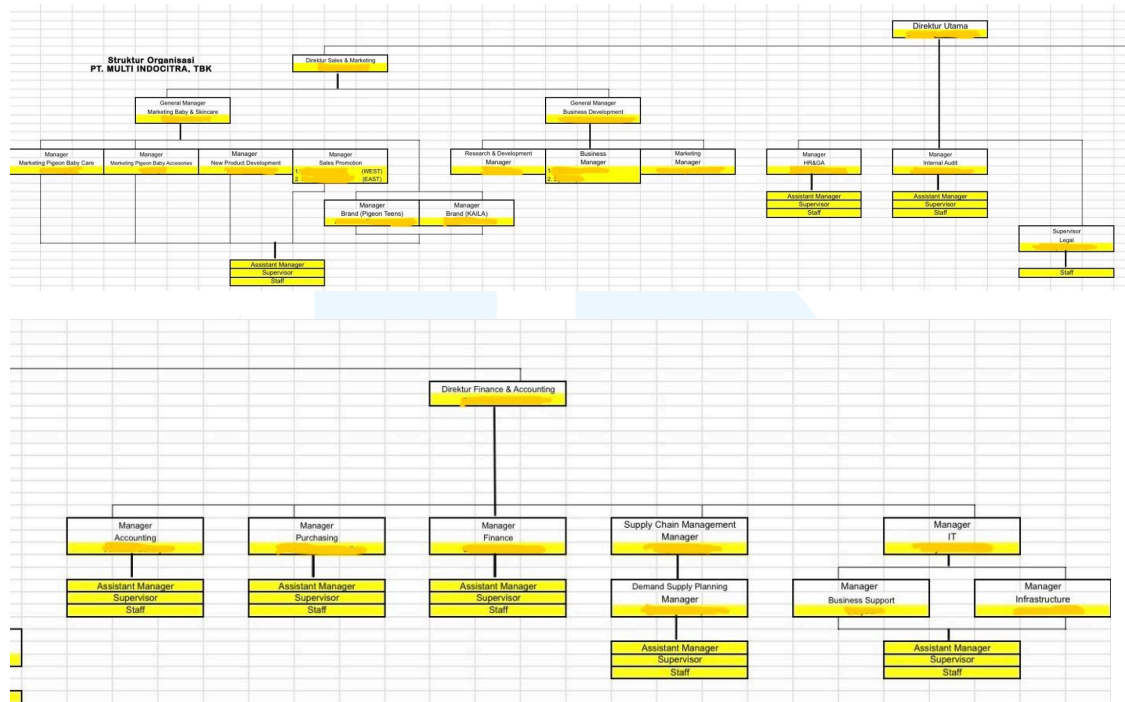 Direktur Utama
Struktur Organisasi
PT. MULTI INDOCITRA, TBK
Direktur Sales & Marketing
General Manager
Marketing Baby & Skincare
General Manager
Business Development
Manager
Marketing Pigeon Baby Care
Manager
Marketing Pigeon Baby Accesories
Manager
New Product Development
Manager
Sales Promotion
1. (WEST)
2. (EAST)
Research & Development
Manager
Business
Manager
1.
2.
Marketing
Manager
Manager
HR&GA
Manager
Internal Audit
Assistant Manager
Supervisor
Staff
Assistant Manager
Supervisor
Staff
Manager
Brand (Pigeon Teens)
Manager
Brand (KAILA)
Supervisor
Legal
Staff
Assistant Manager
Supervisor
Staff
Direktur Finance & Accounting
Manager
Accounting
Manager
Purchasing
Manager
Finance
Supply Chain Management
Manager
Manager
IT
Assistant Manager
Supervisor
Staff
Assistant Manager
Supervisor
Staff
Assistant Manager
Supervisor
Staff
Demand Supply Planning
Manager
Manager
Business Support
Manager
Infrastructure
Assistant Manager
Supervisor
Staff
Assistant Manager
Supervisor
Staff